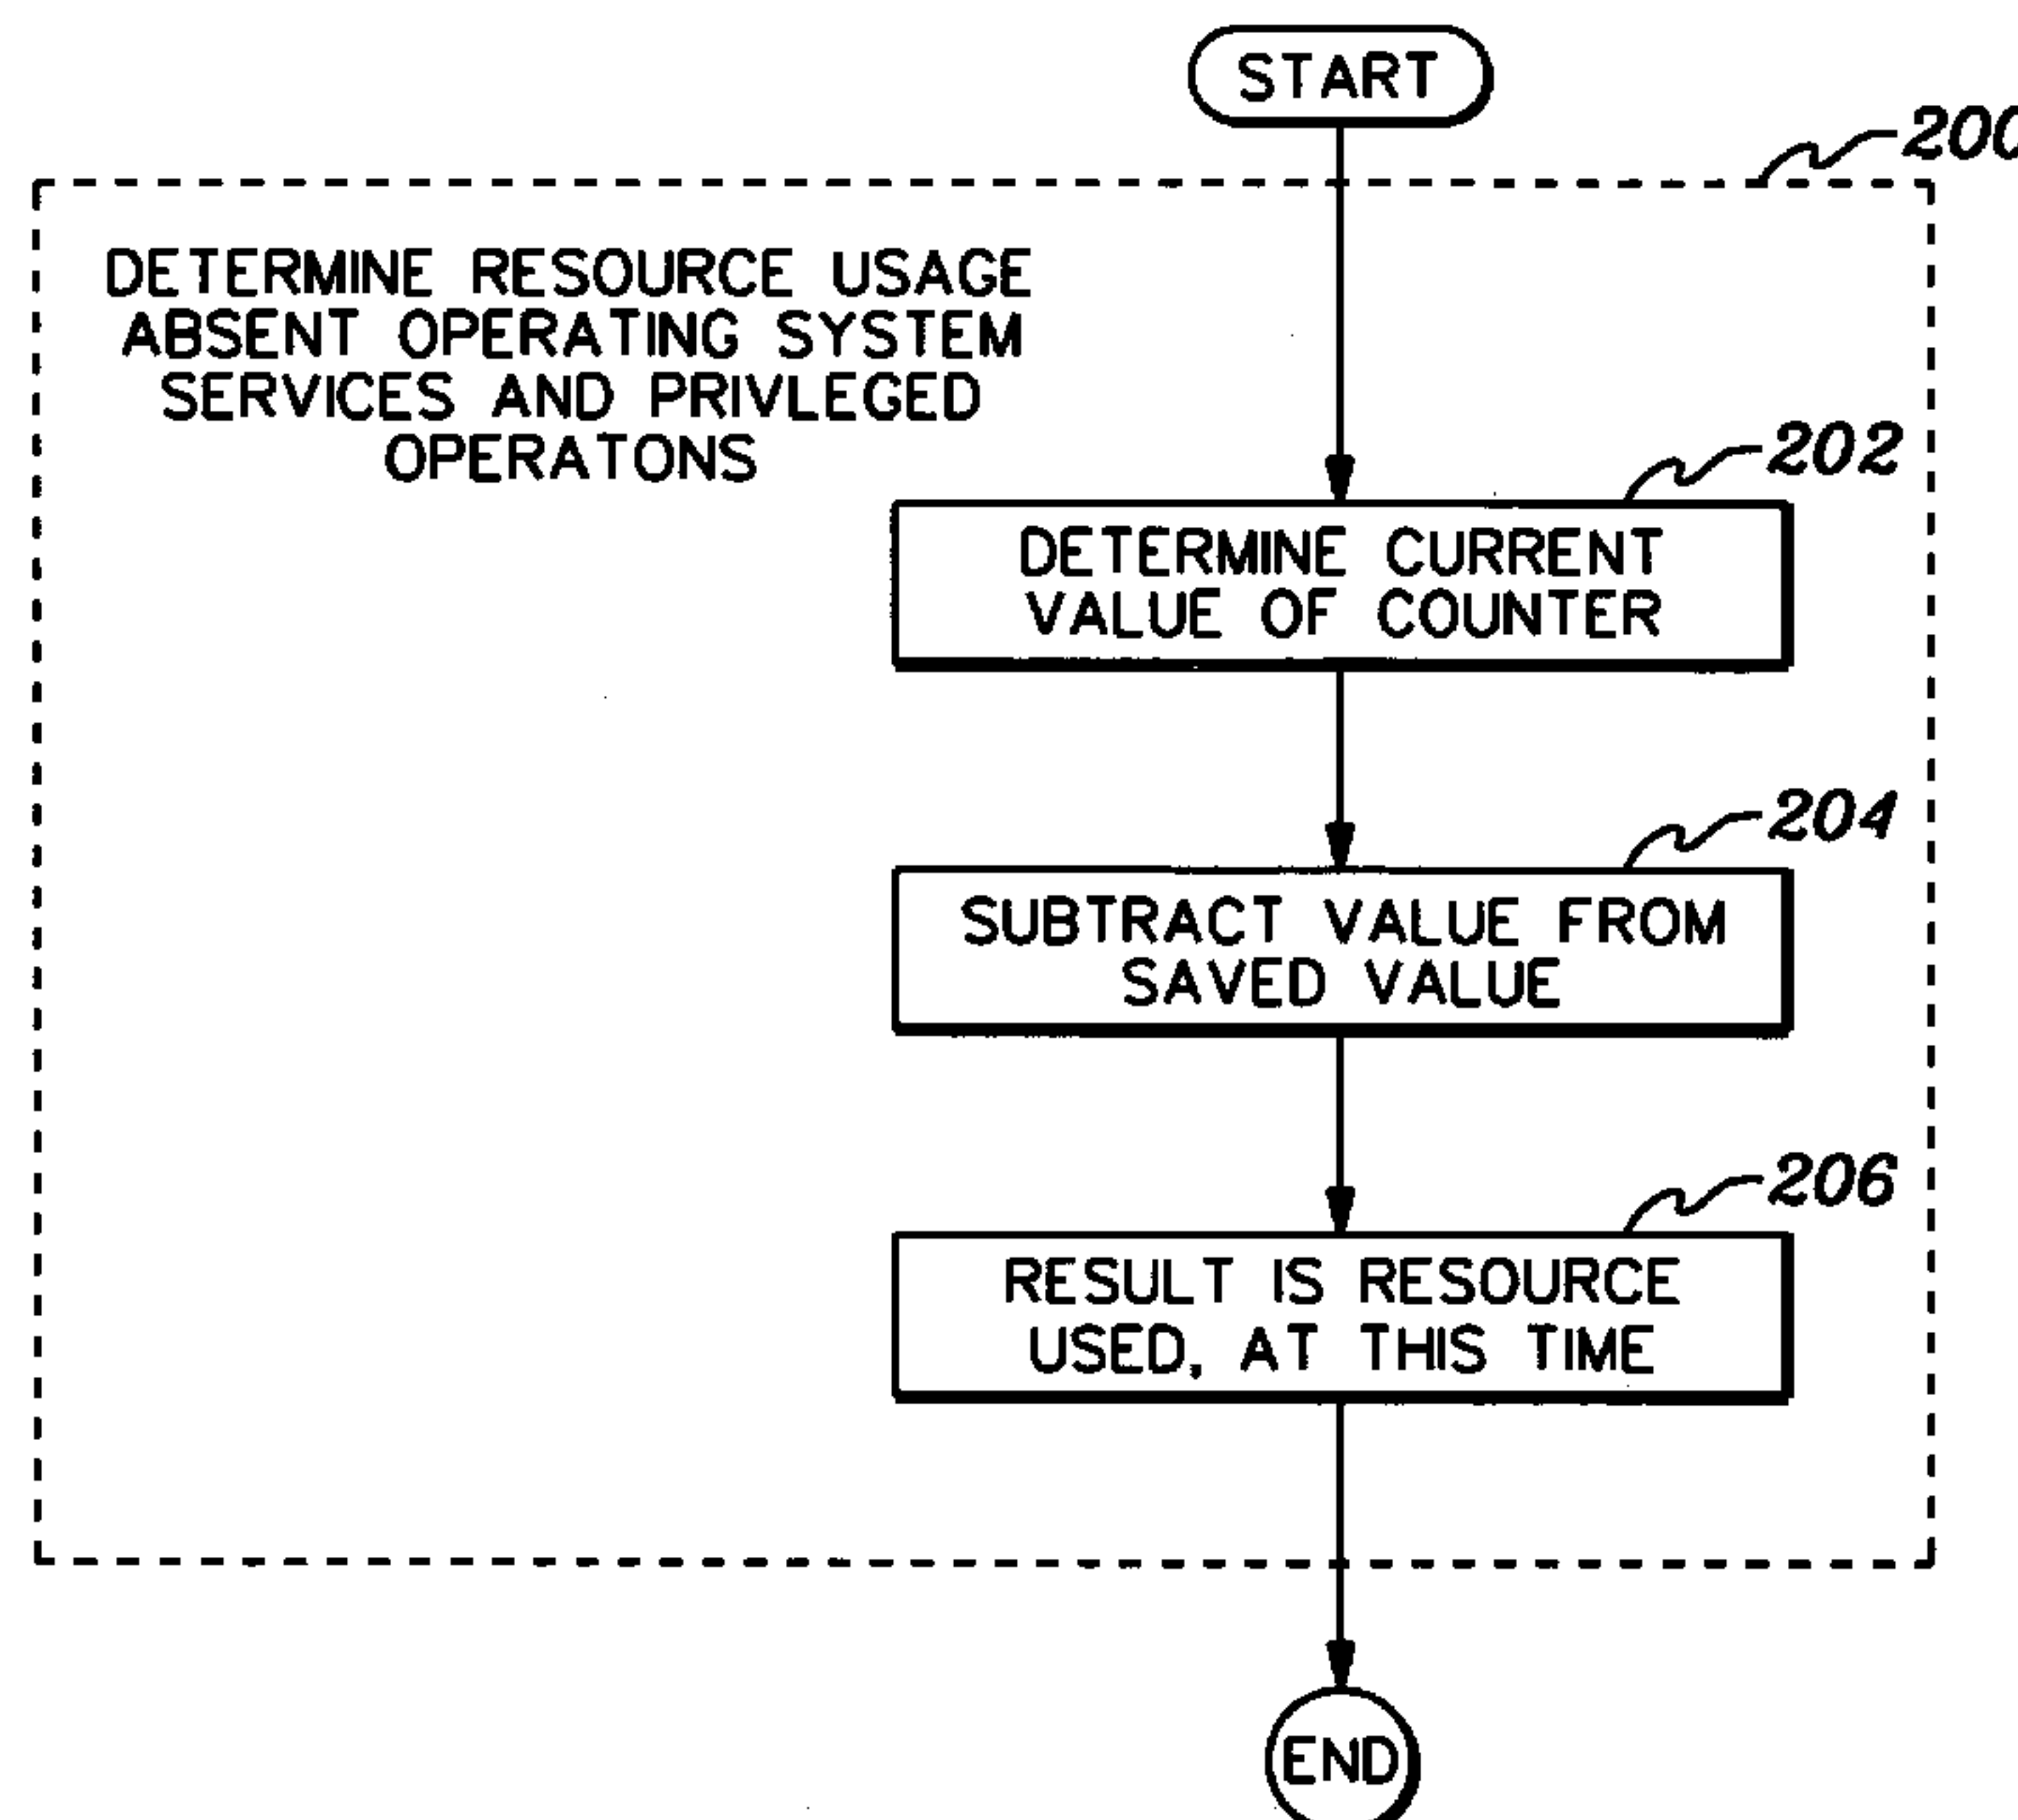 START
200
DETERMINE RESOURCE USAGE
ABSENT OPERATING SYSTEM
SERVICES AND PRIVLEGED
OPERATONS
202
DETERMINE CURRENT
VALUE OF COUNTER
204
SUBTRACT VALUE FROM
SAVED VALUE
206
RESULT IS RESOURCE
USED, AT THIS TIME
END